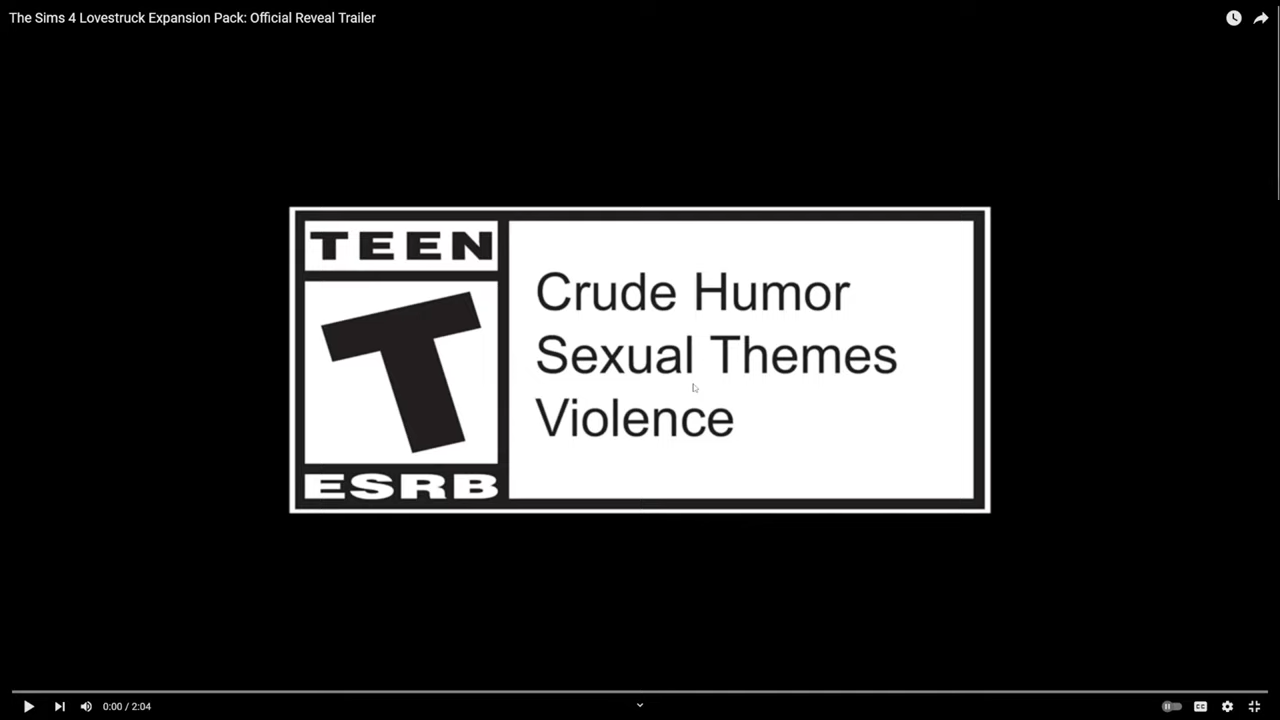 The Sims 4 Lovestruck Expansion Pack: Official Reveal Trailer
TEEN
T
ESRB
Crude Humor
Sexual Themes
Violence
0:00 / 2:04
CC